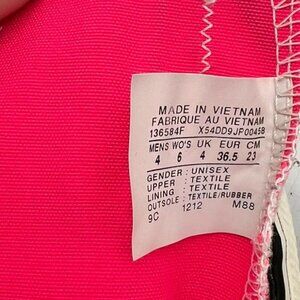 MADE IN VIETNAM
FABRIQUE AU VIETNAM
136584F X54DD9JP0045B
MENS WO'S UK EUR CM
4 6 4 36.5 23
GENDER : UNISEX
UPPER : TEXTILE
LINING : TEXTILE
OUTSOLE : TEXTILE/RUBBER
9C 1212 M88